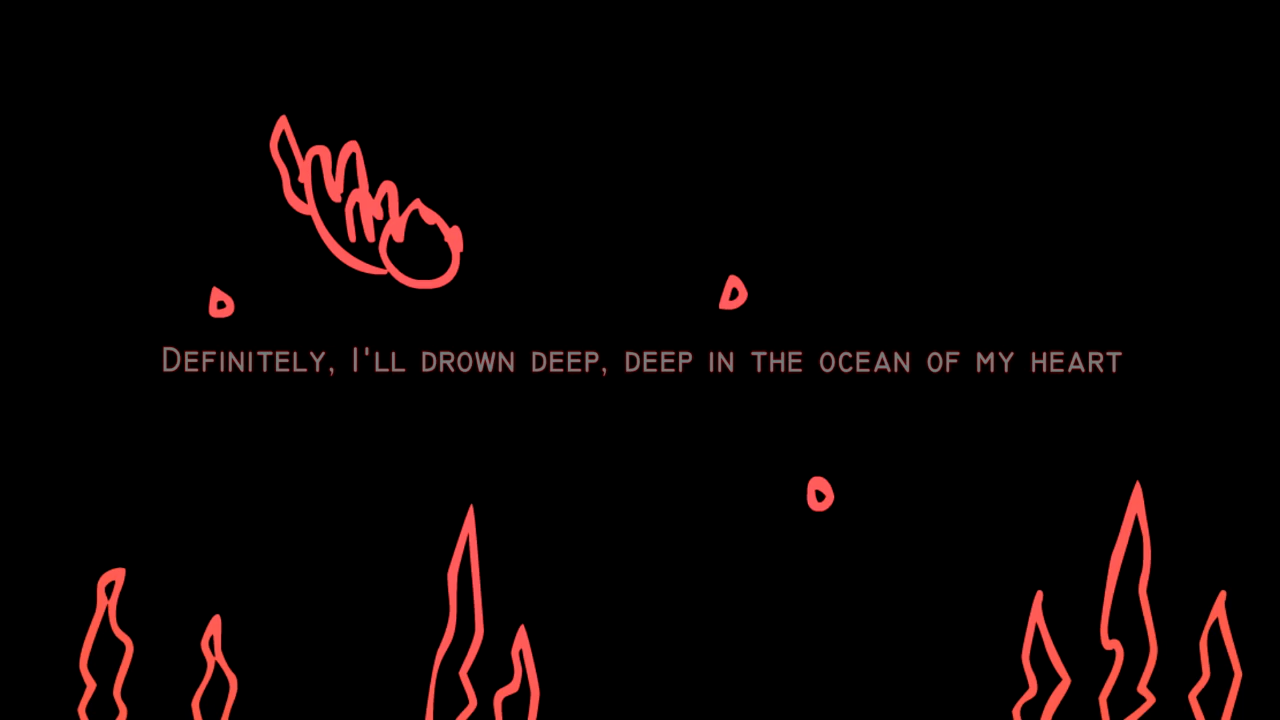 Definitely, I'll drown deep, deep in the ocean of my heart